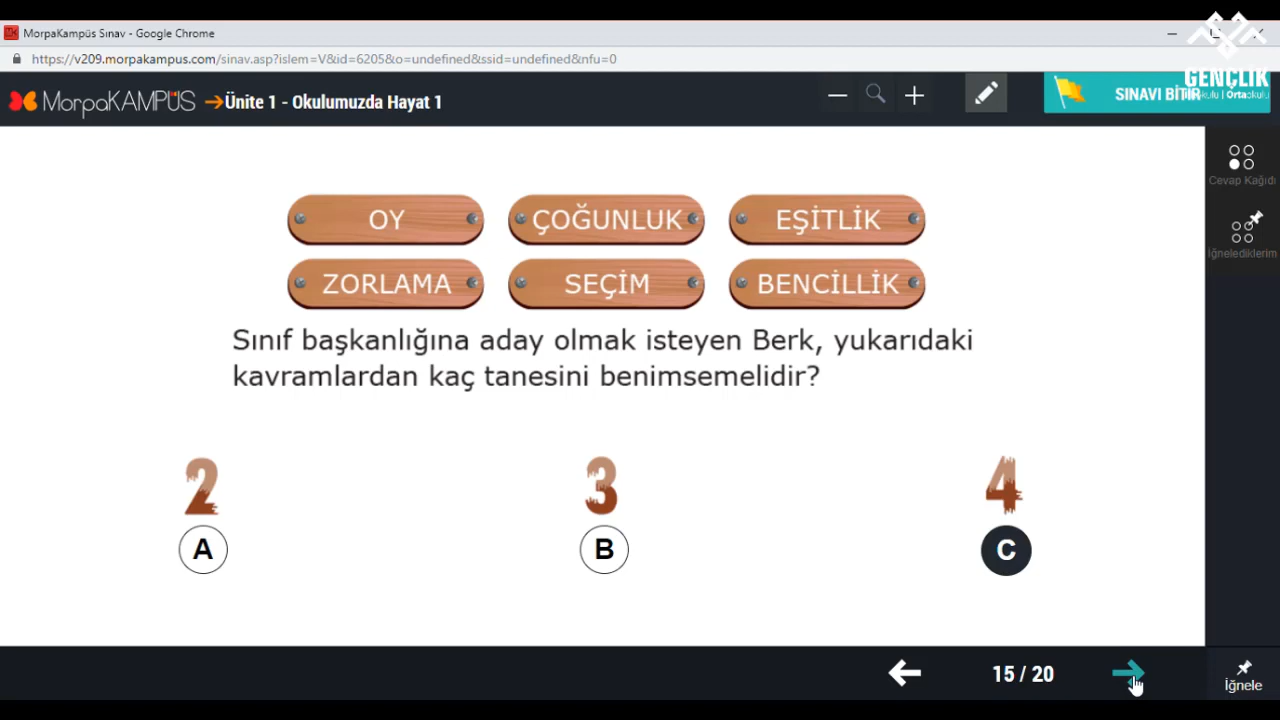 MorpaKampüs Sınav - Google Chrome
https://v209.morpakampus.com/sinav.asp?islem=V&id=6205&o=undefined&ssid=undefined&nfu=0
GENÇLİK
MorpaKAMPÜS
Ünite 1 - Okulumuzda Hayat 1
SINAVI BİTİR
Ortaokulu
Cevap Kağıdı
İğnelediklerim
OY
ÇOĞUNLUK
EŞİTLİK
ZORLAMA
SEÇİM
BENCİLLİK
Sınıf başkanlığına aday olmak isteyen Berk, yukarıdaki
kavramlardan kaç tanesini benimsemelidir?
2
3
4
A
B
C
15 / 20
İğnele